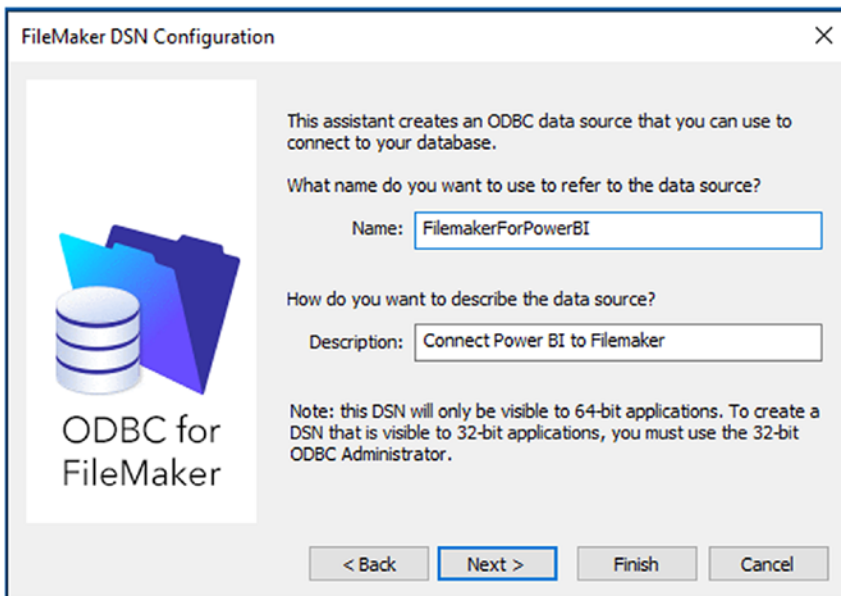 FileMaker DSN Configuration
This assistant creates an ODBC data source that you can use to
connect to your database.
What name do you want to use to refer to the data source?
Name: FilemakerForPowerBI
How do you want to describe the data source?
Description: Connect Power BI to Filemaker
Note: this DSN will only be visible to 64-bit applications. To create a
DSN that is visible to 32-bit applications, you must use the 32-bit
ODBC Administrator.
ODBC for
FileMaker
< Back Next > Finish Cancel